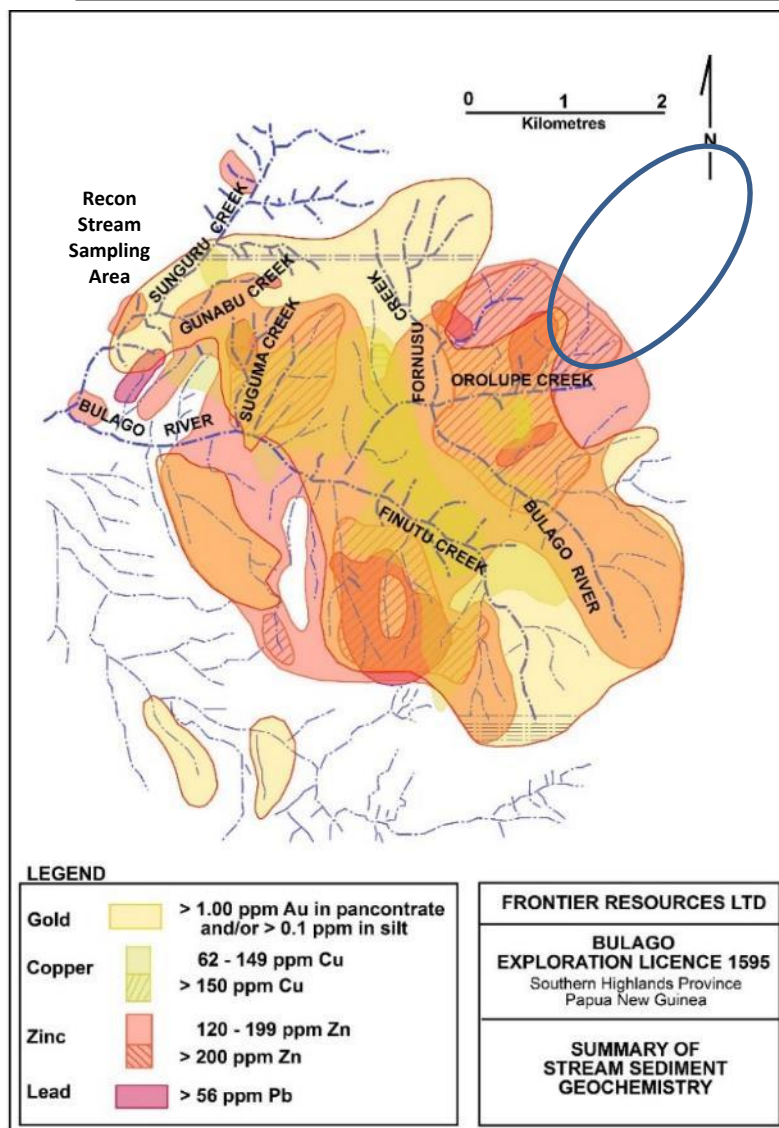 0 1 2
Kilometres
N
Recon
Stream
Sampling
Area
SUNGURU CREEK
GUNABU CREEK
SUGUMA CREEK
CREEK
FORNUSU
OROLUPE CREEK
BULAGO RIVER
FINUTU CREEK
BULAGO RIVER
LEGEND
Gold > 1.00 ppm Au in pancontrate
and/or > 0.1 ppm in silt
Copper 62 - 149 ppm Cu
> 150 ppm Cu
Zinc 120 - 199 ppm Zn
> 200 ppm Zn
Lead > 56 ppm Pb
FRONTIER RESOURCES LTD
BULAGO
EXPLORATION LICENCE 1595
Southern Highlands Province
Papua New Guinea
SUMMARY OF
STREAM SEDIMENT
GEOCHEMISTRY